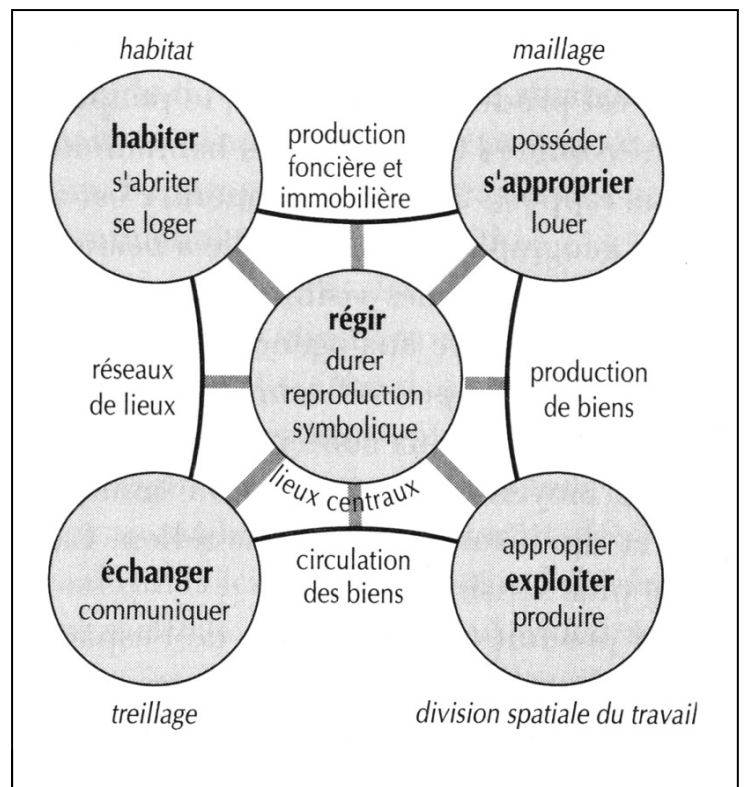 habitat
maillage
habiter
s'abriter
se loger
production
foncière et
immobilière
posséder
s'approprier
louer
régir
durer
reproduction
symbolique
réseaux
de lieux
production
de biens
lieux centraux
échanger
communiquer
circulation
des biens
approprier
exploiter
produire
treillage
division spatiale du travail